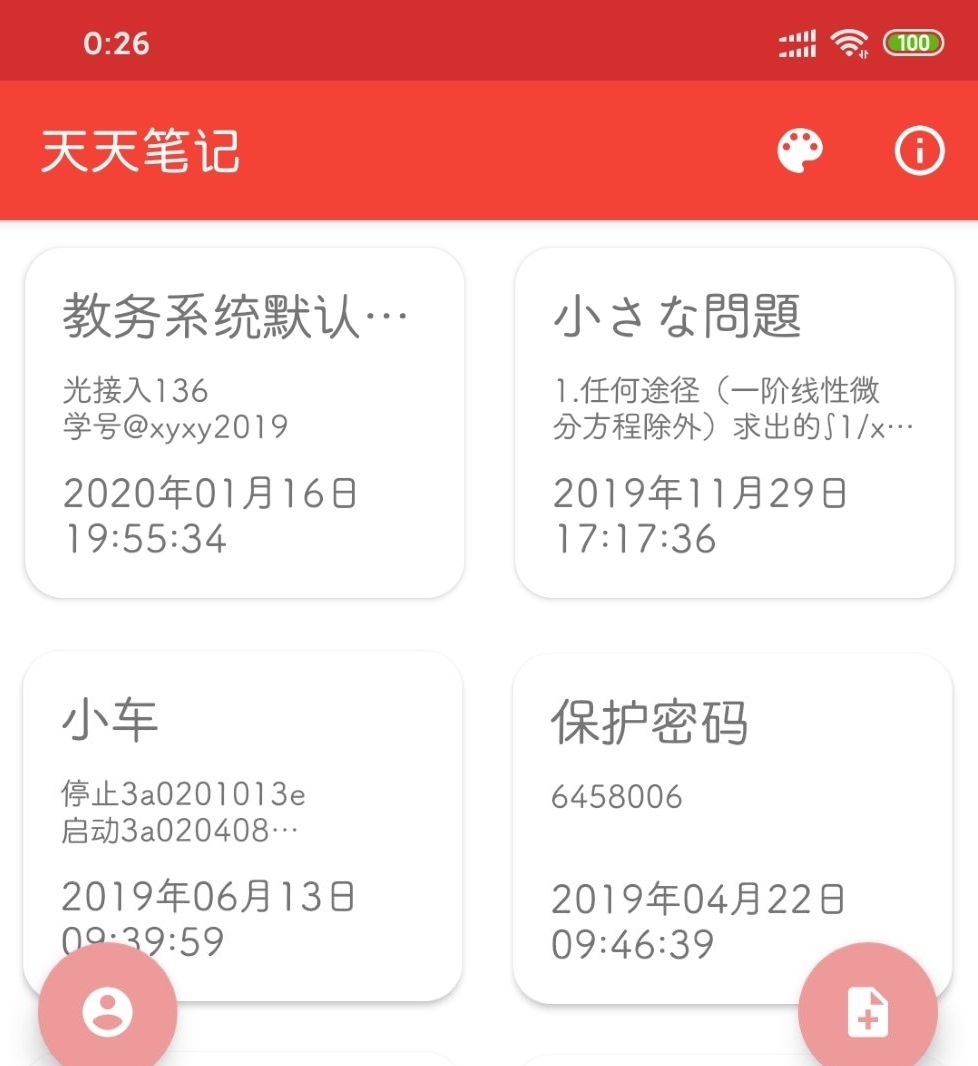 0:26
100
天天笔记
教务系统默认…
光接入136
学号@xyxy2019
2020年01月16日
19:55:34
小さな問題
1.任何途径（一阶线性微
分方程除外）求出的∫1/x…
2019年11月29日
17:17:36
小车
停止3a0201013e
启动3a020408…
2019年06月13日
09:39:59
保护密码
6458006
2019年04月22日
09:46:39